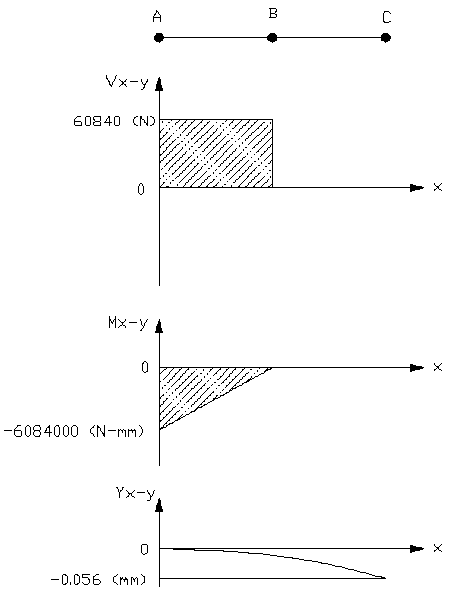 A B C
Vx-y
60840 (N)
0 x
Mx-y
0 x
-6084000 (N-mm)
Yx-y
0 x
-0.056 (mm)